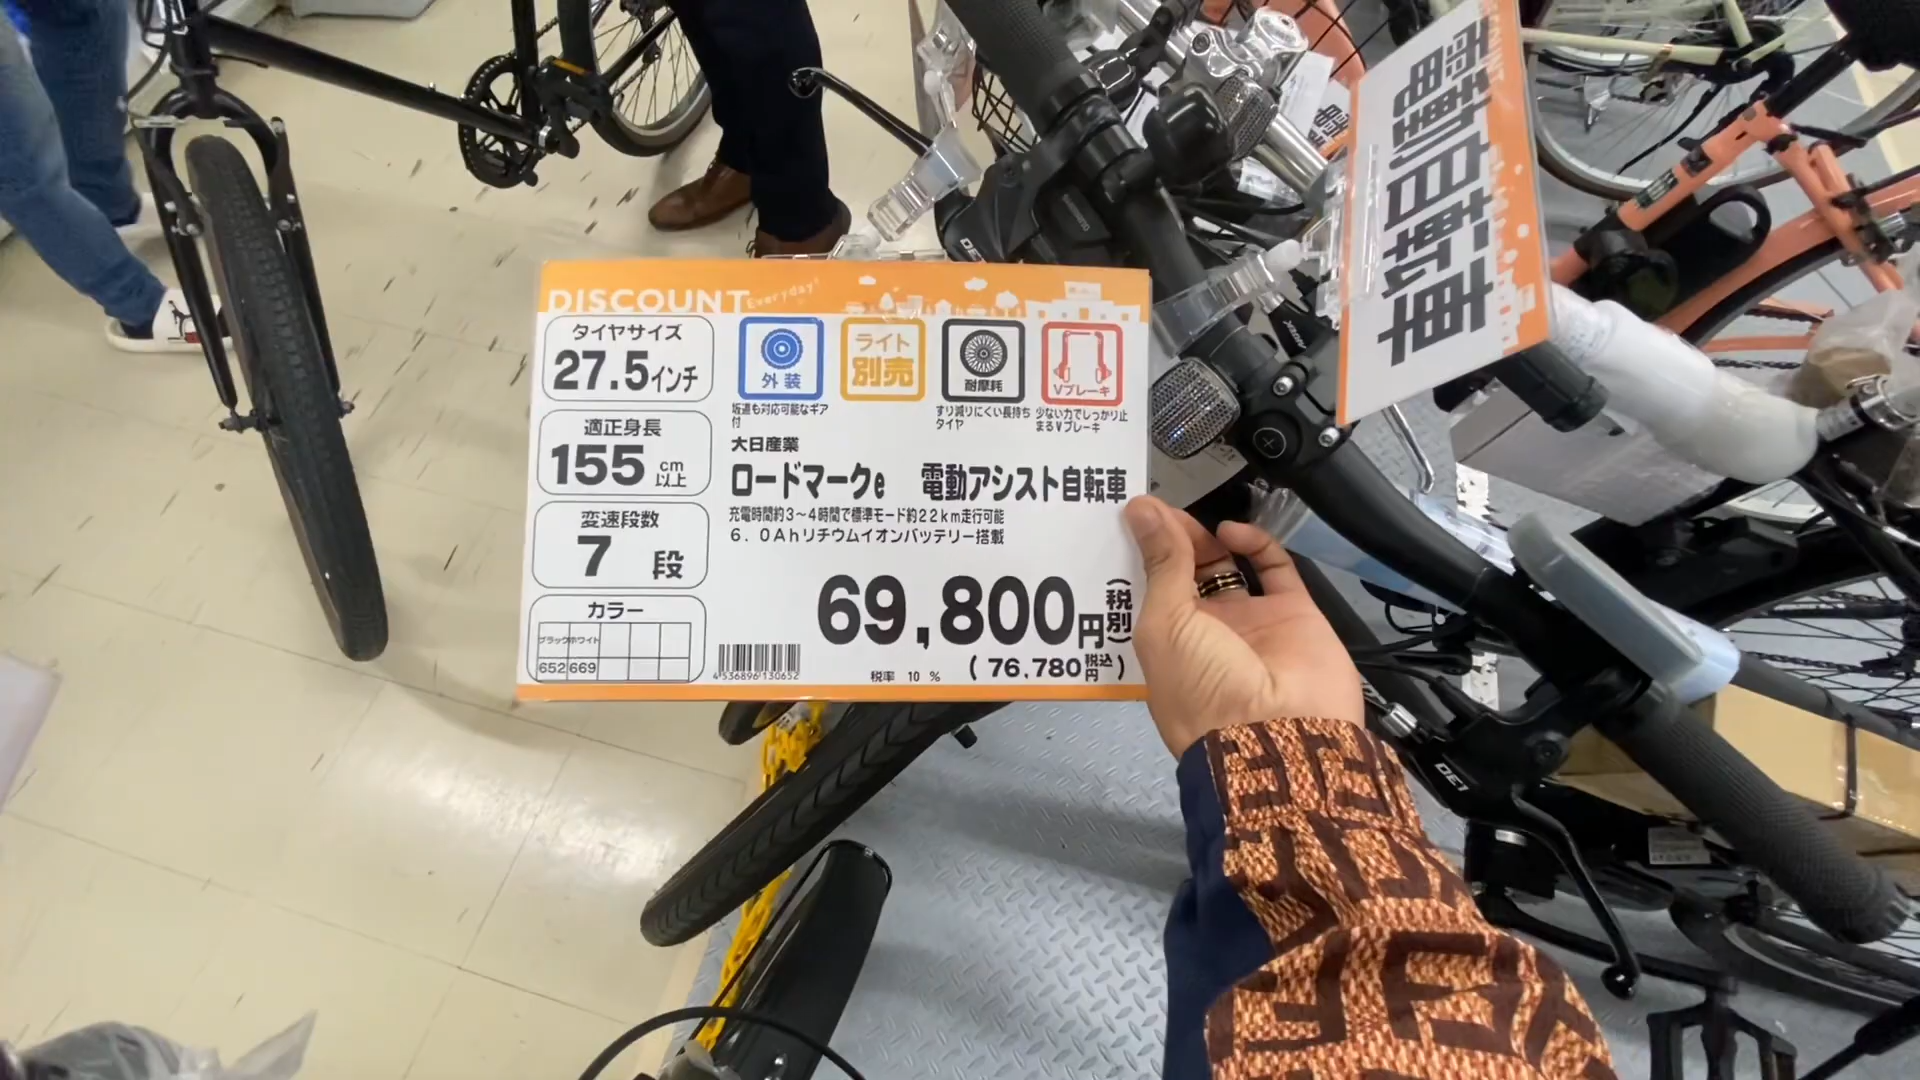 DISCOUNT Everyday!
タイヤサイズ
27.5インチ
適正身長
155 cm以上
変速段数
7 段
カラー
ブラック ホワイト
652 669
外装
坂道も対応可能なギア付
ライト別売
耐摩耗
すり減りにくい長持ちタイヤ
Vブレーキ
少ない力でしっかり止まるVブレーキ
大日産業
ロードマークe 電動アシスト自転車
充電時間約3~4時間で標準モード約22km走行可能
6.0Ahリチウムイオンバッテリー搭載
69,800円(税別)
4536896130652
税率 10 %
(76,780円税込)
電動自転車
SHIMANO